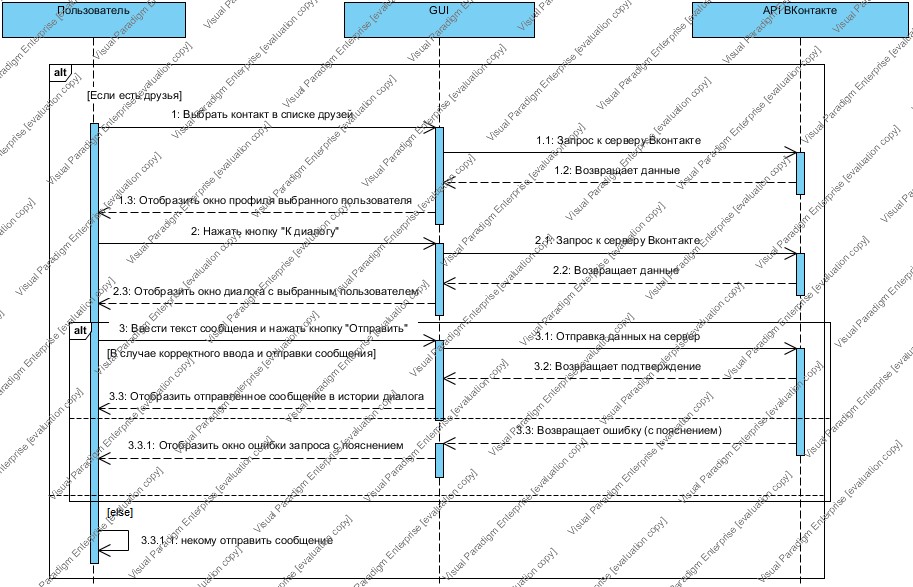 Пользователь
GUI
API ВКонтакте
alt
[Если есть друзья]
1: Выбрать контакт в списке друзей
1.1: Запрос к серверу Вконтакте
1.2: Возвращает данные
1.3: Отобразить окно профиля выбранного пользователя
2: Нажать кнопку "К диалогу"
2.1: Запрос к серверу Вконтакте
2.2: Возвращает данные
2.3: Отобразить окно диалога с выбранным пользователем
alt
3: Ввести текст сообщения и нажать кнопку "Отправить"
3.1: Отправка данных на сервер
[В случае корректного ввода и отправки сообщения]
3.2: Возвращает подтверждение
3.3: Отобразить отправленное сообщение в истории диалога
3.3: Возвращает ошибку (с пояснением)
3.3.1: Отобразить окно ошибки запроса с пояснением
[else]
3.3.1.1: некому отправить сообщение
Visual Paradigm Enterprise [evaluation copy]